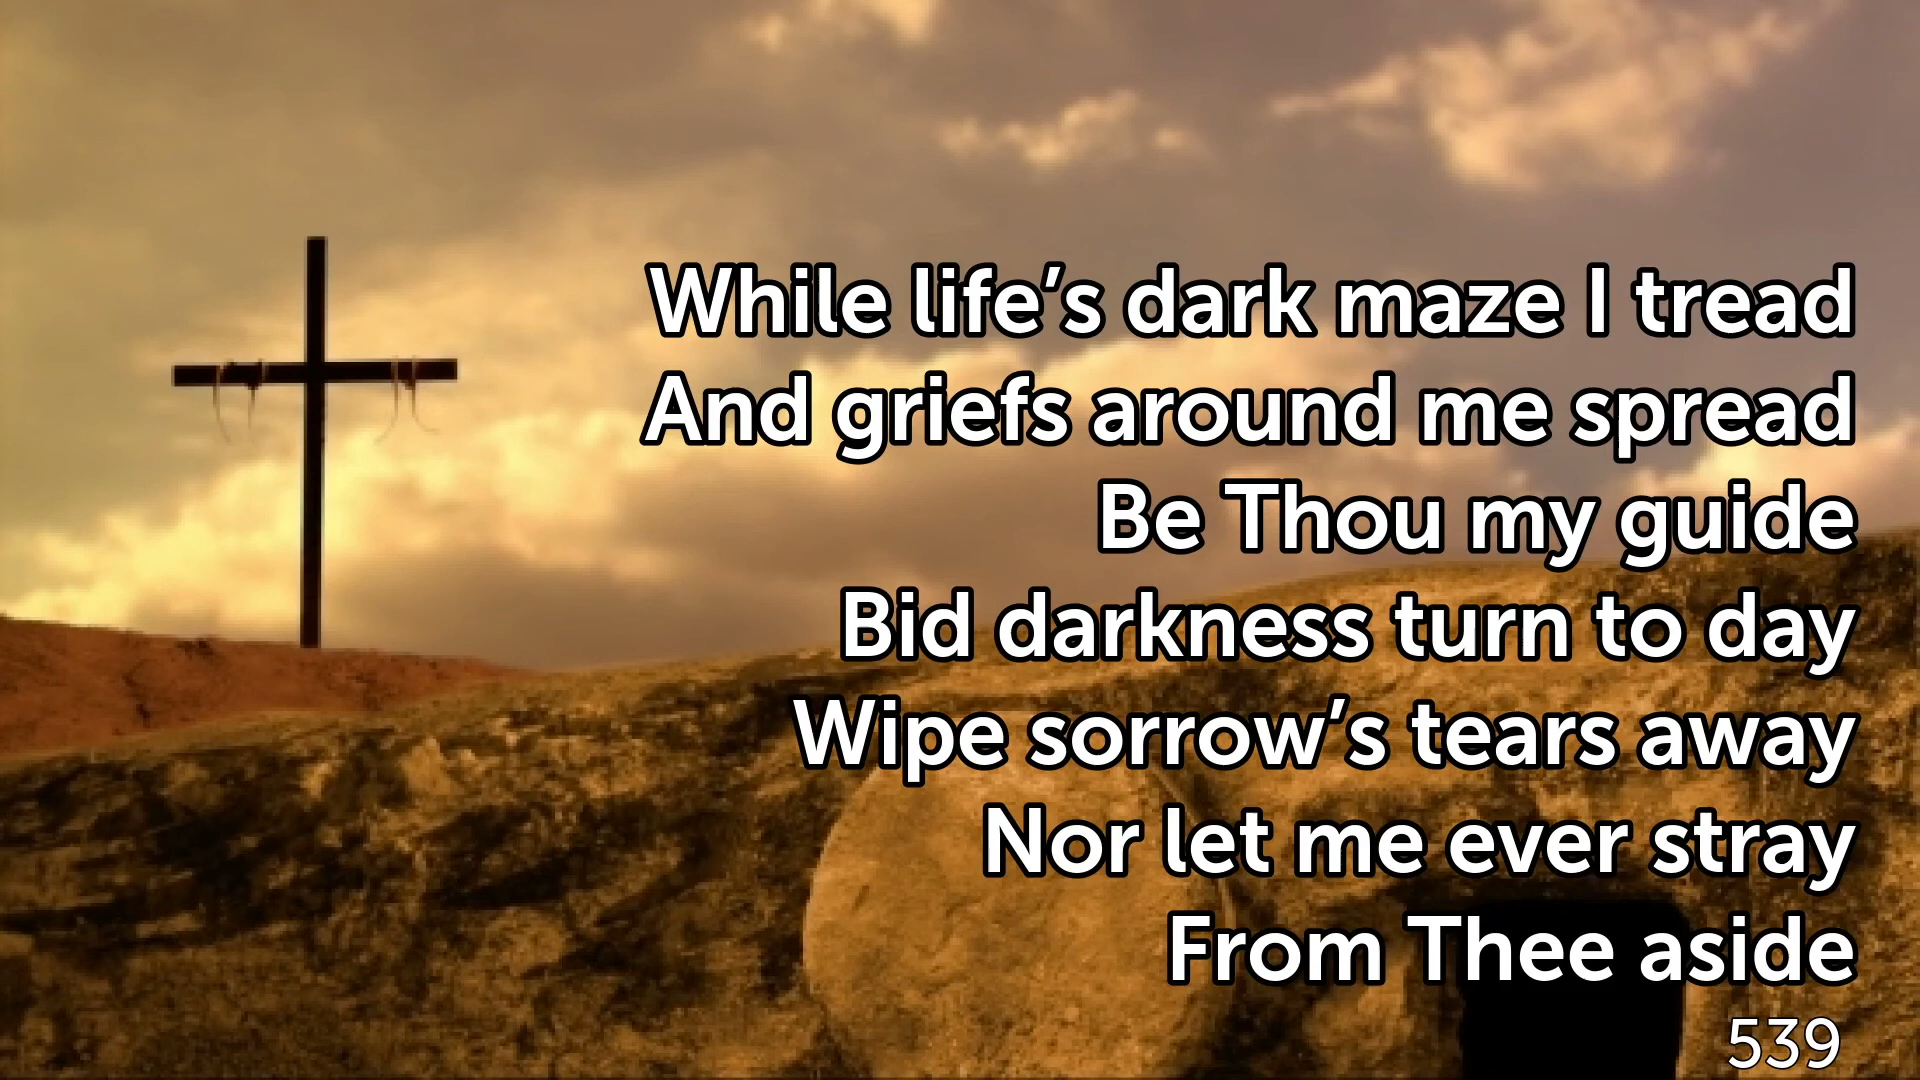 While life’s dark maze I tread
And griefs around me spread
Be Thou my guide
Bid darkness turn to day
Wipe sorrow’s tears away
Nor let me ever stray
From Thee aside
539